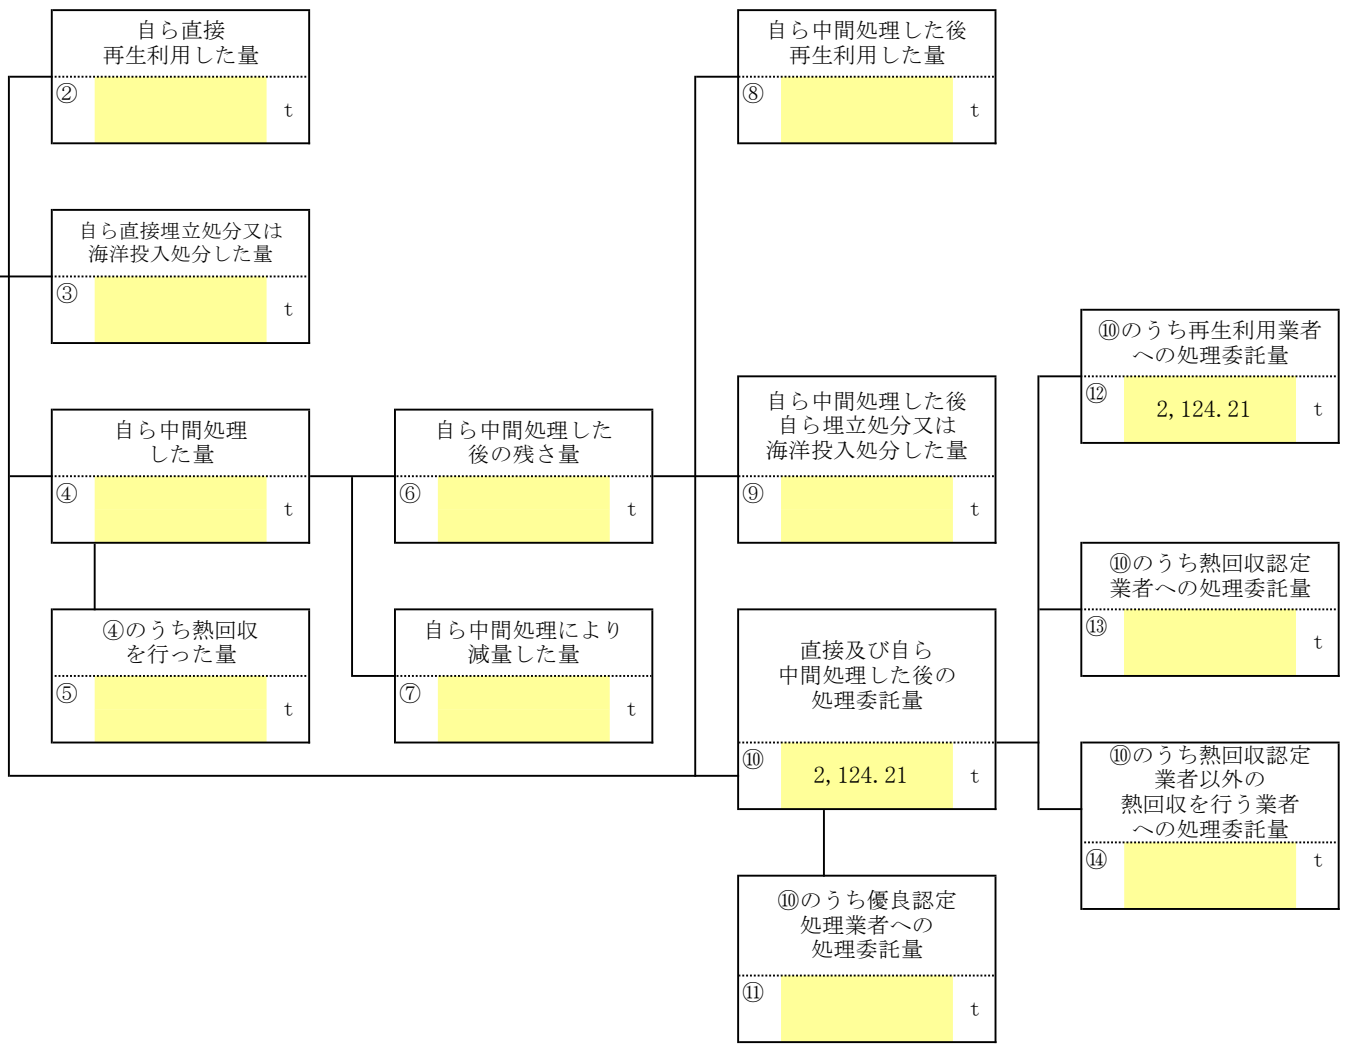 自ら直接
再生利用した量
②
t
自ら中間処理した後
再生利用した量
⑧
t
自ら直接埋立処分又は
海洋投入処分した量
③
t
⑩のうち再生利用業者
への処理委託量
⑫
2,124.21 t
自ら中間処理
した量
④
t
自ら中間処理した
後の残さ量
⑥
t
自ら中間処理した後
自ら埋立処分又は
海洋投入処分した量
⑨
t
⑩のうち熱回収認定
業者への処理委託量
⑬
t
④のうち熱回収
を行った量
⑤
t
自ら中間処理により
減量した量
⑦
t
直接及び自ら
中間処理した後の
処理委託量
⑩
2,124.21 t
⑩のうち熱回収認定
業者以外の
熱回収を行う業者
への処理委託量
⑭
t
⑩のうち優良認定
処理業者への
処理委託量
⑪
t